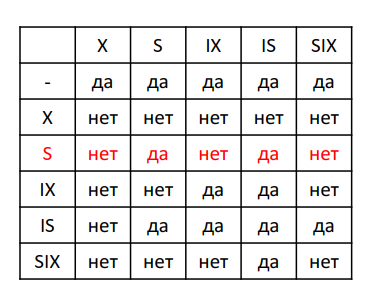 X S IX IS SIX
- да да да да да
X нет нет нет нет нет
S нет да нет да нет
IX нет нет да да нет
IS нет да да да да
SIX нет нет нет да нет